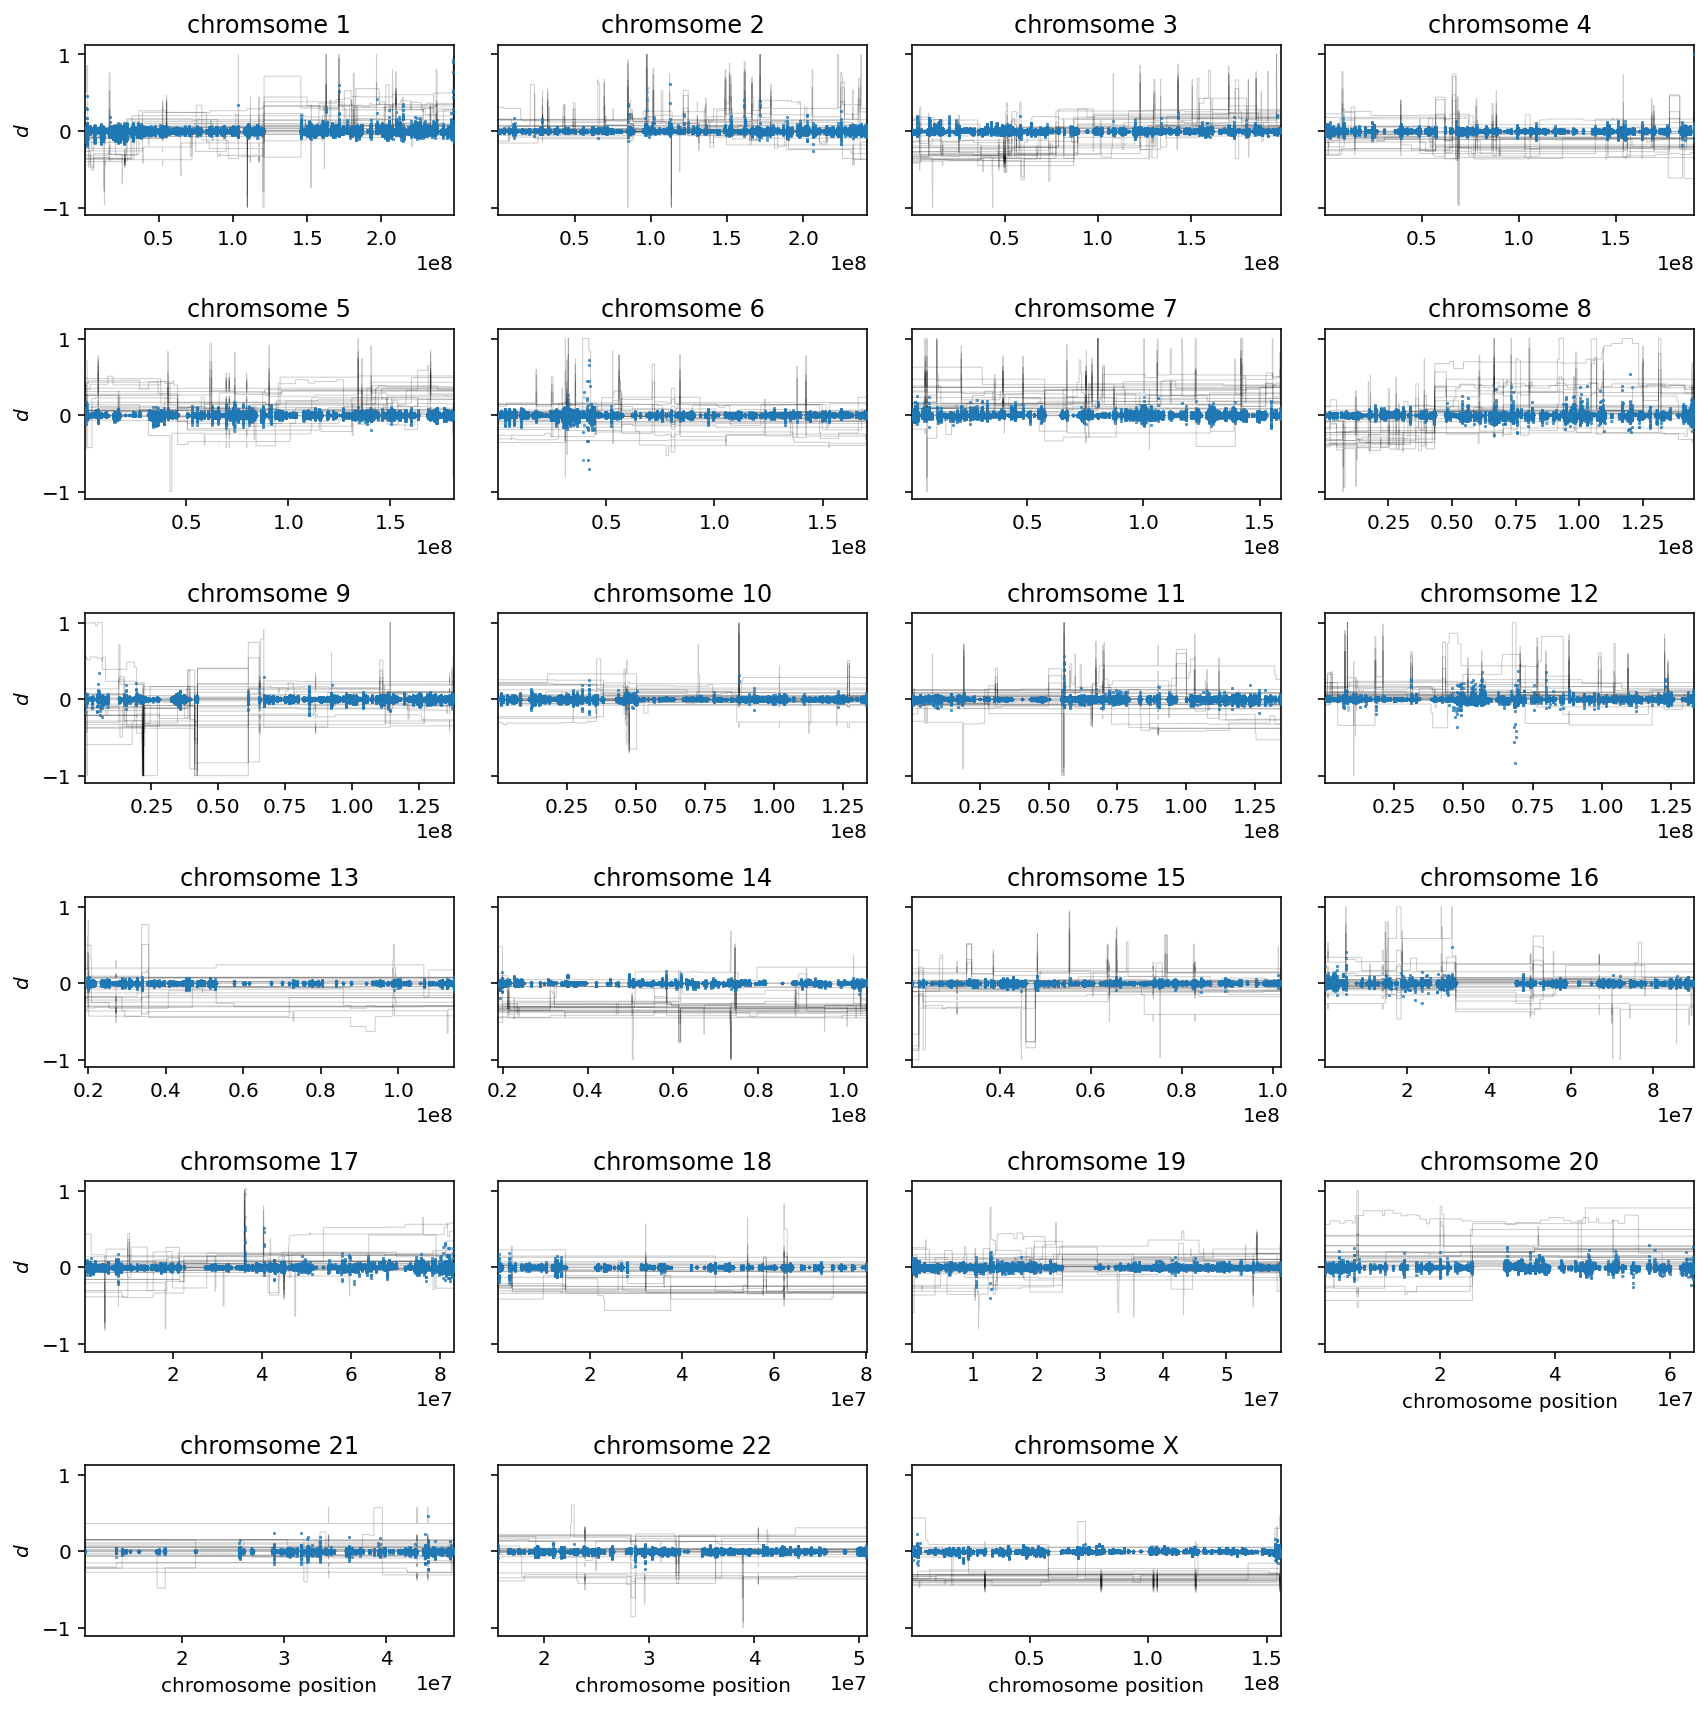 chromsome 1 chromsome 2 chromsome 3 chromsome 4
1
0
−1
d
0.5 1.0 1.5 2.0 0.5 1.0 1.5 2.0 0.5 1.0 1.5 0.5 1.0 1.5
1e8 1e8 1e8 1e8
chromsome 5 chromsome 6 chromsome 7 chromsome 8
1
0
−1
d
0.5 1.0 1.5 0.5 1.0 1.5 0.5 1.0 1.5 0.25 0.50 0.75 1.00 1.25
1e8 1e8 1e8 1e8
chromsome 9 chromsome 10 chromsome 11 chromsome 12
1
0
−1
d
0.25 0.50 0.75 1.00 1.25 0.25 0.50 0.75 1.00 1.25 0.25 0.50 0.75 1.00 1.25 0.25 0.50 0.75 1.00 1.25
1e8 1e8 1e8 1e8
chromsome 13 chromsome 14 chromsome 15 chromsome 16
1
0
−1
d
0.2 0.4 0.6 0.8 1.0 0.2 0.4 0.6 0.8 1.0 0.4 0.6 0.8 1.0 2 4 6 8
1e8 1e8 1e8 1e7
chromsome 17 chromsome 18 chromsome 19 chromsome 20
1
0
−1
d
2 4 6 8 2 4 6 8 1 2 3 4 5 2 4 6
1e7 1e7 1e7 chromosome position 1e7
chromsome 21 chromsome 22 chromsome X
1
0
−1
d
2 3 4 2 3 4 5 0.5 1.0 1.5
chromosome position 1e7 chromosome position 1e7 chromosome position 1e8